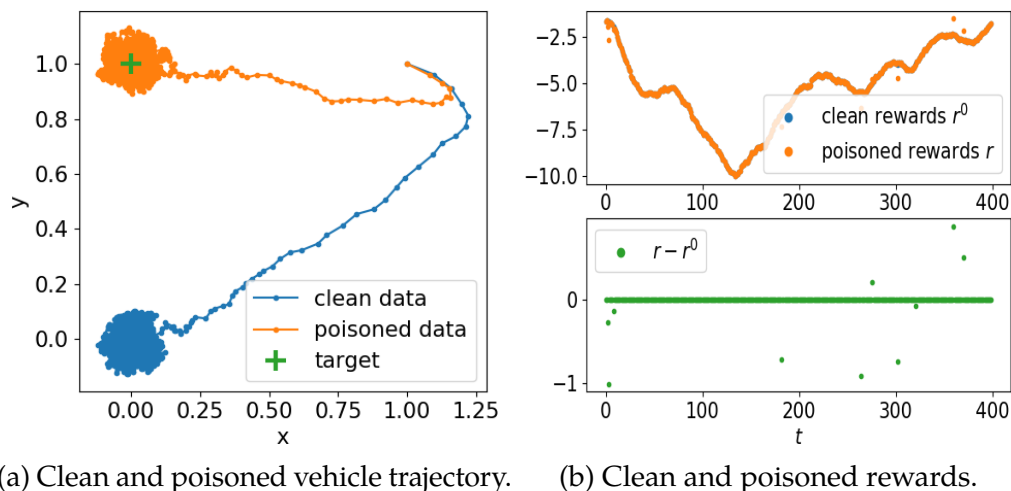 1.0
0.8
0.6
0.4
0.2
0.0
y
clean data
poisoned data
target
0.00 0.25 0.50 0.75 1.00 1.25
x
−2.5
−5.0
−7.5
−10.0
clean rewards r⁰
poisoned rewards r
0 100 200 300 400
r − r⁰
0
−1
0 100 200 300 400
t
(a) Clean and poisoned vehicle trajectory.
(b) Clean and poisoned rewards.